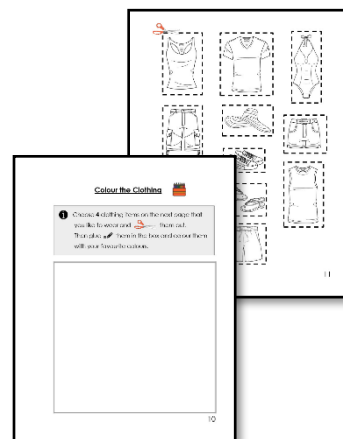 Colour the Clothing
1 Choose 4 clothing items on the next page that
you like to wear and them out.
Then glue them in the box and colour them
with your favourite colours.
10
11